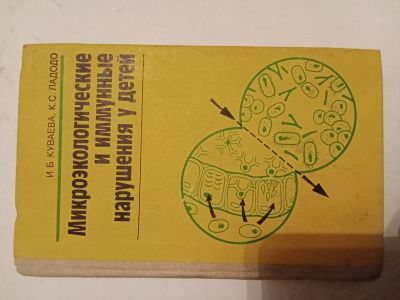 И. Б. КУВАЕВА, К. С. ЛАДОДО
Микроэкологические
и иммунные
нарушения у детей